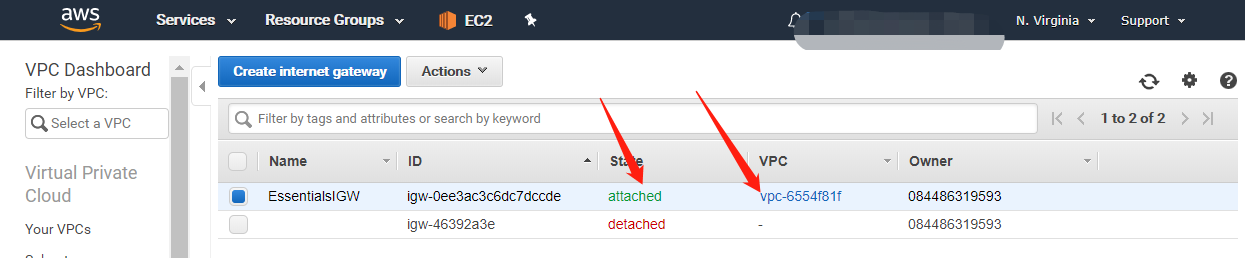 aws Services Resource Groups EC2 N. Virginia Support
VPC Dashboard
Filter by VPC:
Select a VPC
Virtual Private
Cloud
Your VPCs
Create internet gateway Actions
Filter by tags and attributes or search by keyword 1 to 2 of 2
Name ID State VPC Owner
EssentialsIGW igw-0ee3ac3c6dc7dccde attached vpc-6554f81f 084486319593
igw-46392a3e detached - 084486319593